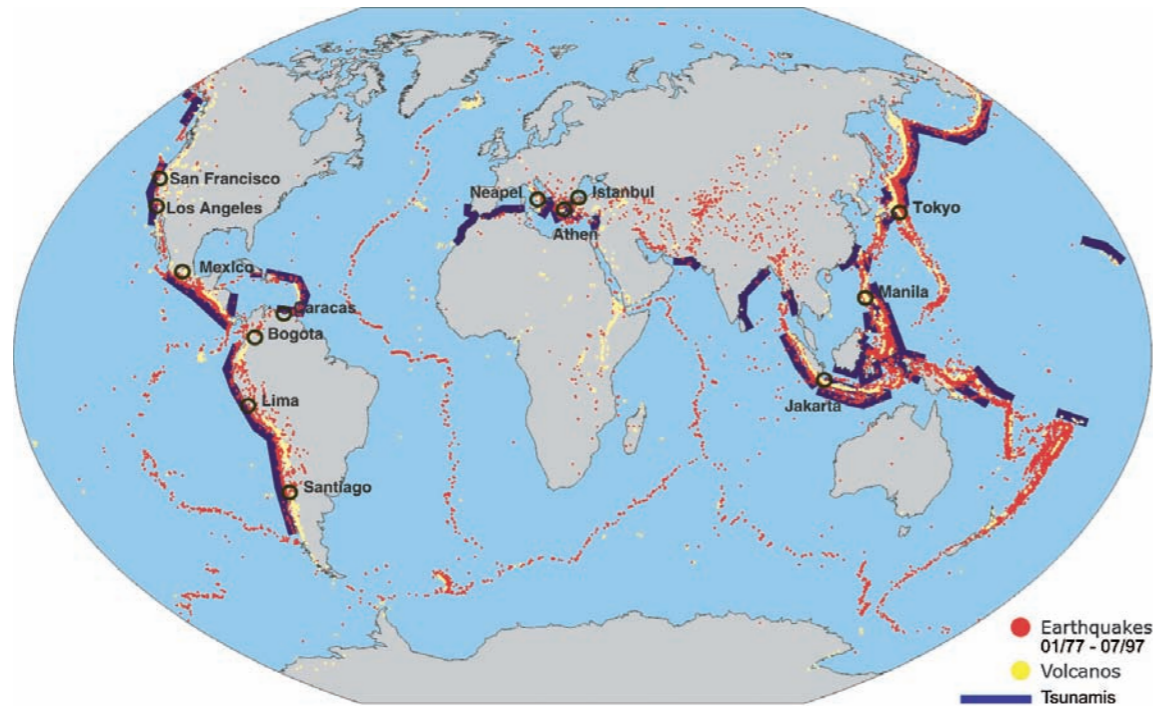 San Francisco
Los Angeles
Mexico
Caracas
Bogota
Lima
Santiago
Neapel
Istanbul
Athen
Tokyo
Manila
Jakarta
Earthquakes
01/77 - 07/97
Volcanos
Tsunamis